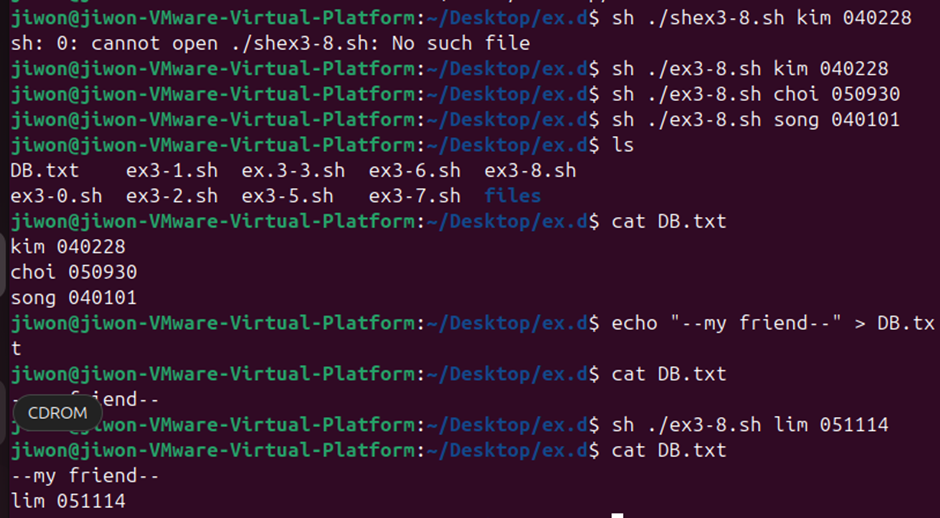 jiwon@jiwon-VMware-Virtual-Platform:~/Desktop/ex.d$ sh ./shex3-8.sh kim 040228
sh: 0: cannot open ./shex3-8.sh: No such file
jiwon@jiwon-VMware-Virtual-Platform:~/Desktop/ex.d$ sh ./ex3-8.sh kim 040228
jiwon@jiwon-VMware-Virtual-Platform:~/Desktop/ex.d$ sh ./ex3-8.sh choi 050930
jiwon@jiwon-VMware-Virtual-Platform:~/Desktop/ex.d$ sh ./ex3-8.sh song 040101
jiwon@jiwon-VMware-Virtual-Platform:~/Desktop/ex.d$ ls
DB.txt    ex3-1.sh  ex.3-3.sh  ex3-6.sh  ex3-8.sh
ex3-0.sh  ex3-2.sh  ex3-5.sh   ex3-7.sh  files
jiwon@jiwon-VMware-Virtual-Platform:~/Desktop/ex.d$ cat DB.txt
kim 040228
choi 050930
song 040101
jiwon@jiwon-VMware-Virtual-Platform:~/Desktop/ex.d$ echo "--my friend--" > DB.tx
t
jiwon@jiwon-VMware-Virtual-Platform:~/Desktop/ex.d$ cat DB.txt
end--
CDROM
jiwon@jiwon-VMware-Virtual-Platform:~/Desktop/ex.d$ sh ./ex3-8.sh lim 051114
jiwon@jiwon-VMware-Virtual-Platform:~/Desktop/ex.d$ cat DB.txt
--my friend--
lim 051114